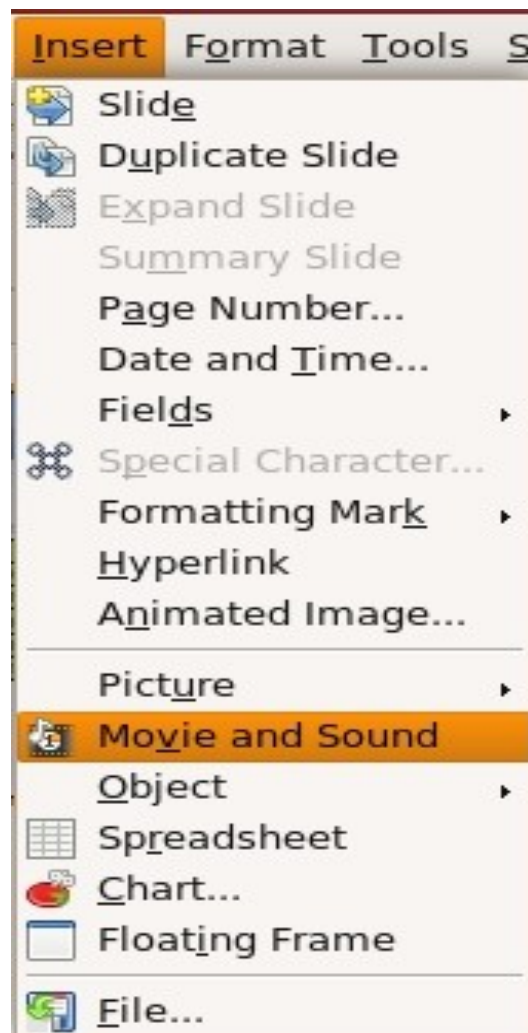 Insert Format Tools S
Slide
Duplicate Slide
Expand Slide
Summary Slide
Page Number...
Date and Time...
Fields
Special Character...
Formatting Mark
Hyperlink
Animated Image...
Picture
Movie and Sound
Object
Spreadsheet
Chart...
Floating Frame
File...